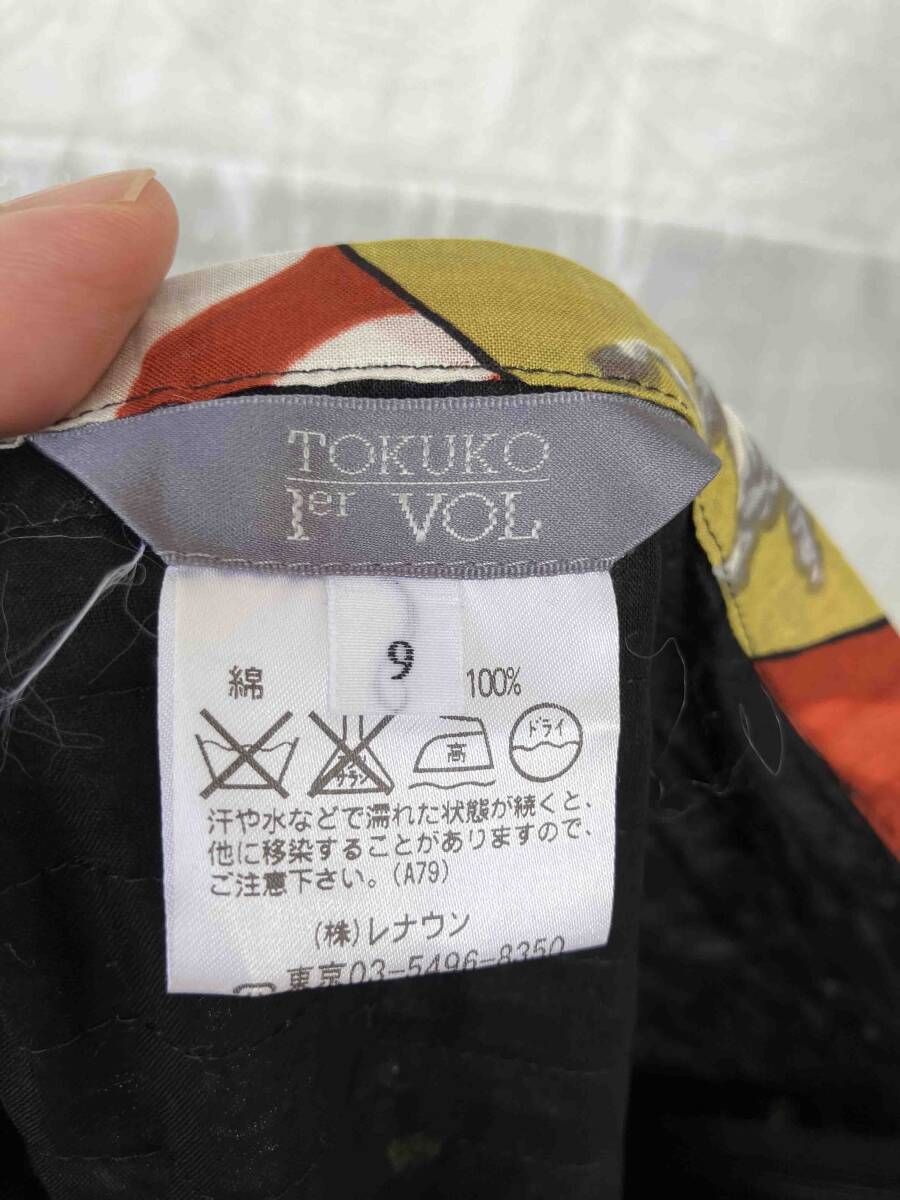 TOKUKO
1er VOL
9
綿 100%
サラシ
高
ドライ
汗や水などで濡れた状態が続くと、
他に移染することがありますので、
ご注意下さい。(A79)
(株)レナウン
東京03-5496-8350